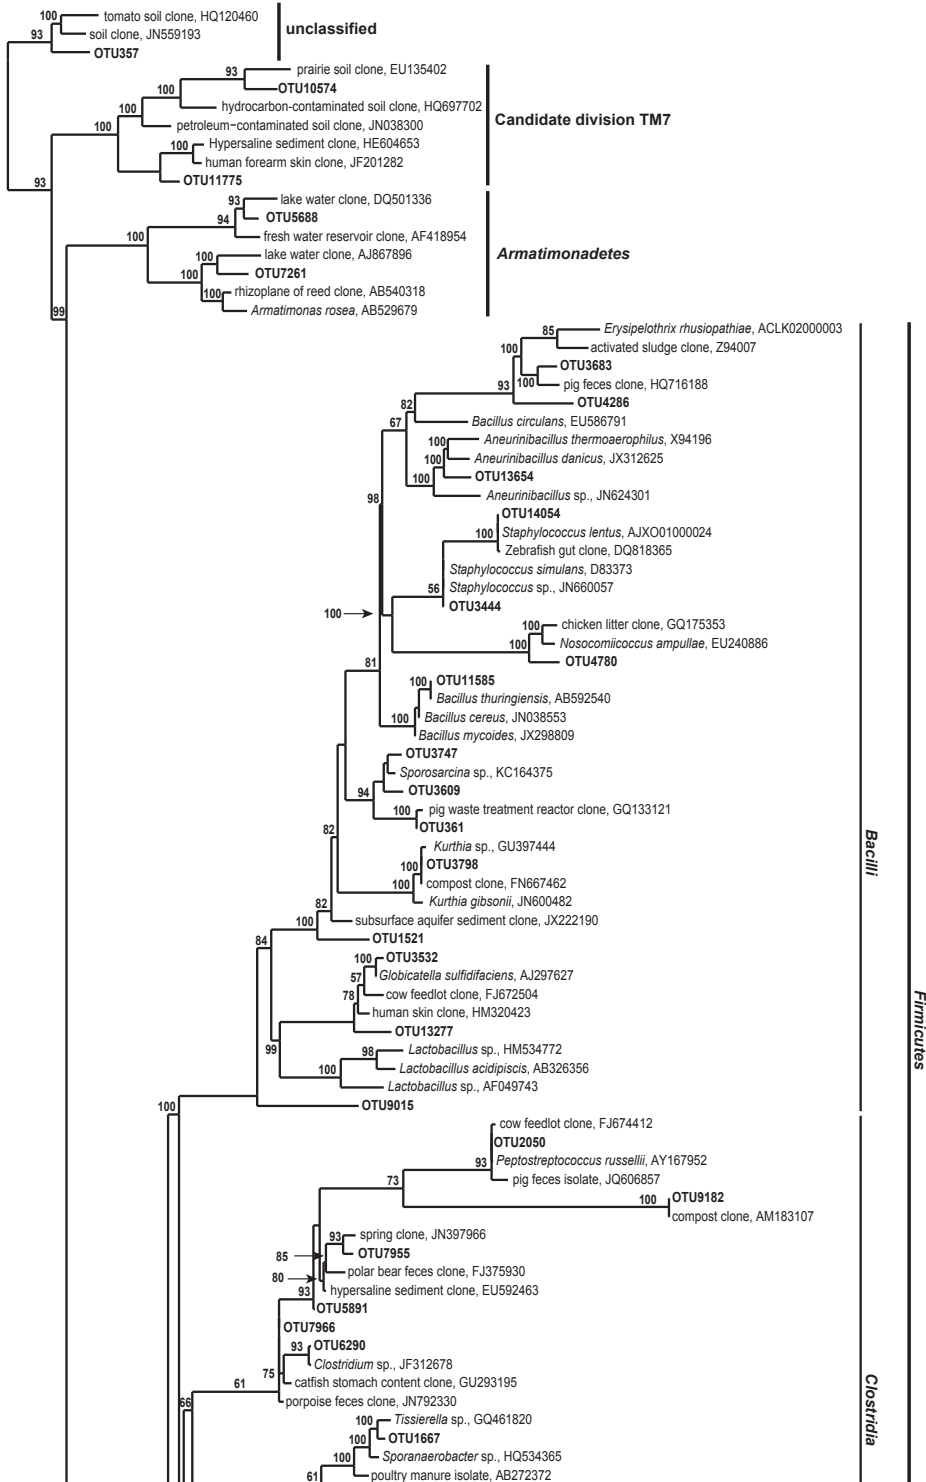 100
tomato soil clone, HQ120460
93
soil clone, JN559193
OTU357
unclassified
93
prairie soil clone, EU135402
100
OTU10574
100
hydrocarbon-contaminated soil clone, HQ697702
100
petroleum-contaminated soil clone, JN038300
100
Hypersaline sediment clone, HE604653
human forearm skin clone, JF201282
93
OTU11775
Candidate division TM7
93
lake water clone, DQ501336
94
OTU5688
100
fresh water reservoir clone, AF418954
100
lake water clone, AJ867896
100
OTU7261
100
rhizoplane of reed clone, AB540318
99
Armatimonas rosea, AB529679
Armatimonadetes
85
Erysipelothrix rhusiopathiae, ACLK02000003
100
activated sludge clone, Z94007
OTU3683
93
100
pig feces clone, HQ716188
82
OTU4286
67
Bacillus circulans, EU586791
100
Aneurinibacillus thermoaerophilus, X94196
100
Aneurinibacillus danicus, JX312625
100
OTU13654
98
Aneurinibacillus sp., JN624301
OTU14054
100
Staphylococcus lentus, AJXO01000024
Zebrafish gut clone, DQ818365
Staphylococcus simulans, D83373
56
Staphylococcus sp., JN660057
100
OTU3444
100
chicken litter clone, GQ175353
100
Nosocomiicoccus ampullae, EU240886
81
OTU4780
100
OTU11585
Bacillus thuringiensis, AB592540
100
Bacillus cereus, JN038553
Bacillus mycoides, JX298809
OTU3747
Sporosarcina sp., KC164375
94
OTU3609
100
pig waste treatment reactor clone, GQ133121
82
OTU361
Kurthia sp., GU397444
100
OTU3798
100
compost clone, FN667462
82
Kurthia gibsonii, JN600482
100
subsurface aquifer sediment clone, JX222190
84
OTU1521
100
OTU3532
57
Globicatella sulfidifaciens, AJ297627
78
cow feedlot clone, FJ672504
human skin clone, HM320423
99
OTU13277
98
Lactobacillus sp., HM534772
100
Lactobacillus acidipiscis, AB326356
Lactobacillus sp., AF049743
100
OTU9015
Bacilli
Firmicutes
cow feedlot clone, FJ674412
OTU2050
93
Peptostreptococcus russellii, AY167952
73
pig feces isolate, JQ606857
100
OTU9182
compost clone, AM183107
93
spring clone, JN397966
85
OTU7955
80
polar bear feces clone, FJ375930
93
hypersaline sediment clone, EU592463
OTU5891
OTU7966
93
OTU6290
75
Clostridium sp., JF312678
61
catfish stomach content clone, GU293195
66
porpoise feces clone, JN792330
100
Tissierella sp., GQ461820
100
OTU1667
100
Sporanaerobacter sp., HQ534365
61
poultry manure isolate, AB272372
Clostridia